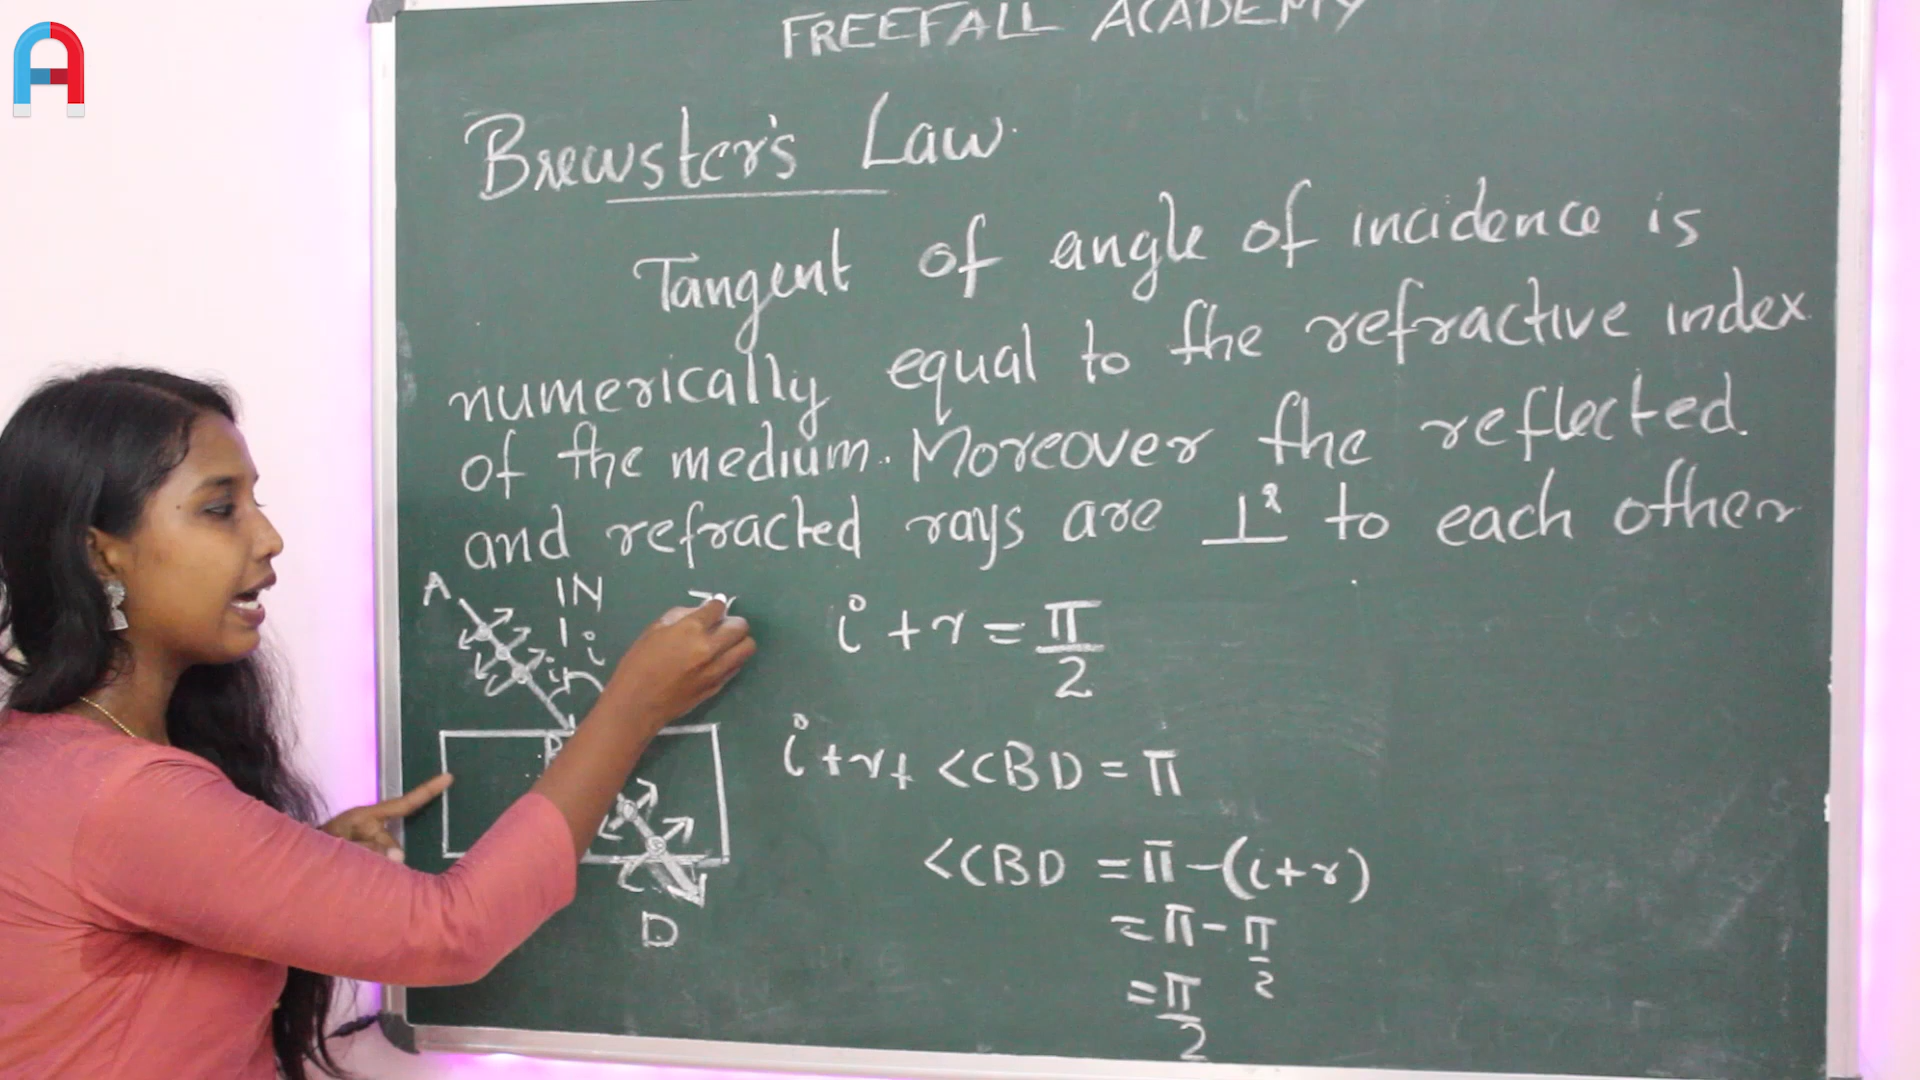 FREEFALL ACADEMY
Brewster's Law.
Tangent of angle of incidence is
numerically equal to the refractive index
of the medium. Moreover the reflected
and refracted rays are ⊥r to each other
A
N
i
i
B
D
i + r = π/2
i + r + <CBD = π
<CBD = π - (i + r)
= π - π/2
= π/2